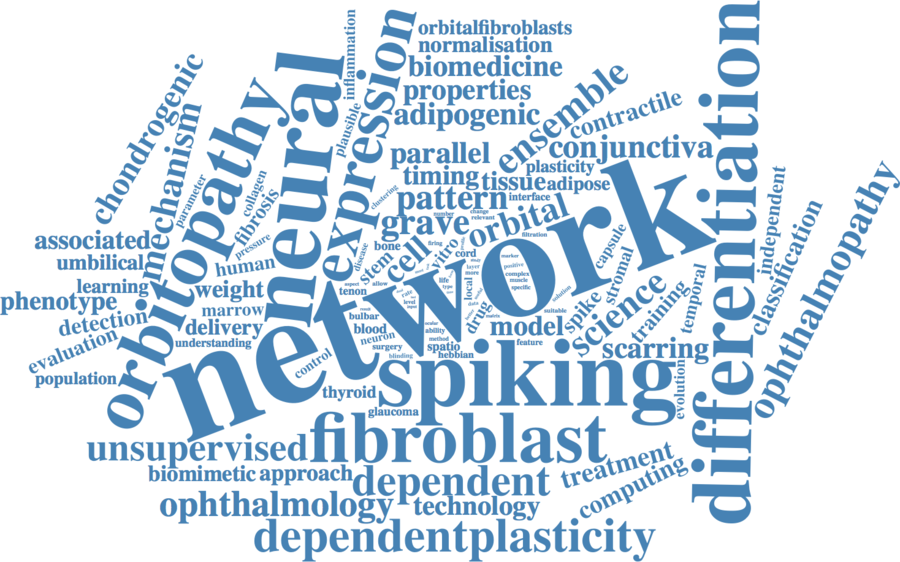 orbitalfibroblasts
normalisation
biomedicine
properties
adipogenic
inflammation
expression
plausible
neural
chondrogenic
mechanism
orbitopathy
parameter
collagen
fibrosis
pressure
human
associated
umbilical
learning
phenotype
detection
evaluation
population
weight
marrow
delivery
understanding
parallel
timing
pattern
grave
ensemble
contractile
conjunctiva
plasticity
tissue
adipose
interface
orbital
clustering
number
change
relevant
filtration
disease
bone
firing
vitro
cord
stem
cell
aspect
allow
tenon
bulbar
blood
neuron
surgery
blinding
control
rate
level
input
ocular
ability
method
spatio
hebbian
life
type
layer
more
local
data
drug
marker
positive
complex
muscle
specific
solution
suitable
matrix
model
feature
capsule
stromal
spike
science
training
temporal
scarring
evolution
network
differentiation
independent
classification
ophthalmopathy
spiking
thyroid
glaucoma
fibroblast
unsupervised
biomimetic
approach
dependent
treatment
computing
ophthalmology
technology
dependentplasticity